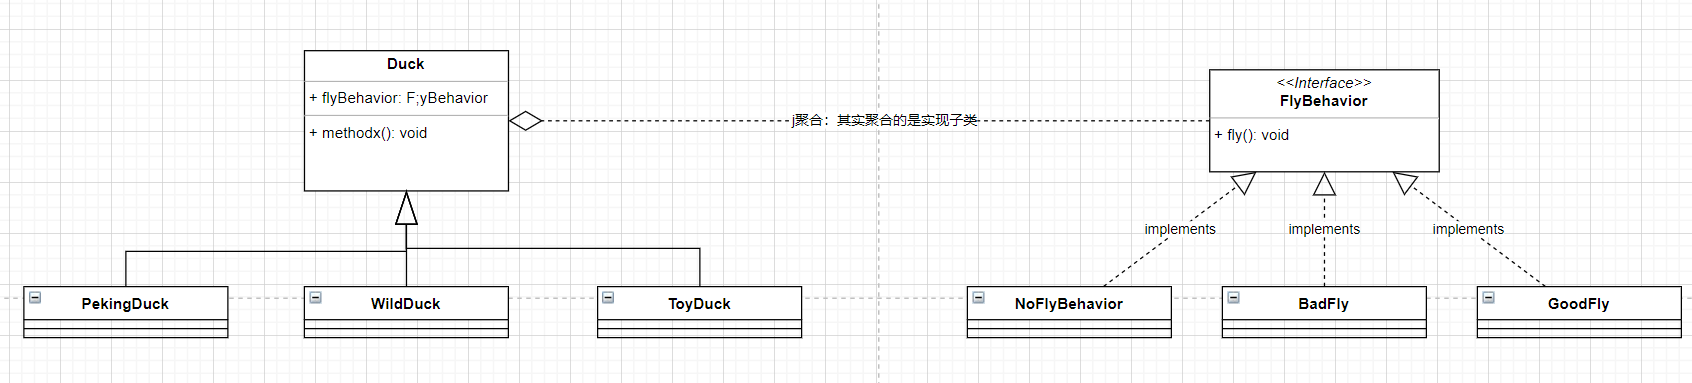 Duck
+ flyBehavior: F;yBehavior
+ methodx(): void
j聚合：其实聚合的是实现子类
<<Interface>>
FlyBehavior
+ fly(): void
implements
implements
implements
PekingDuck
WildDuck
ToyDuck
NoFlyBehavior
BadFly
GoodFly